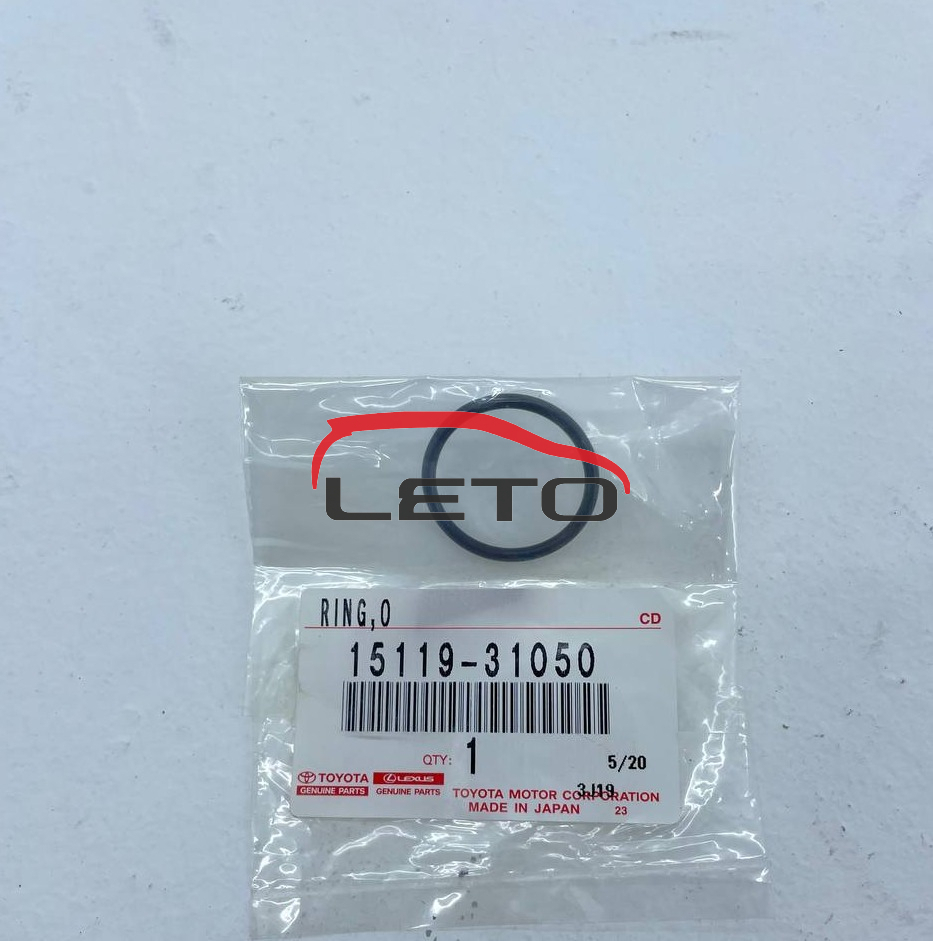 LETO
RING,O
CD
15119-31050
QTY: 1
5/20
TOYOTA LEXUS
GENUINE PARTS GENUINE PARTS
3J19
TOYOTA MOTOR CORPORATION
MADE IN JAPAN 23